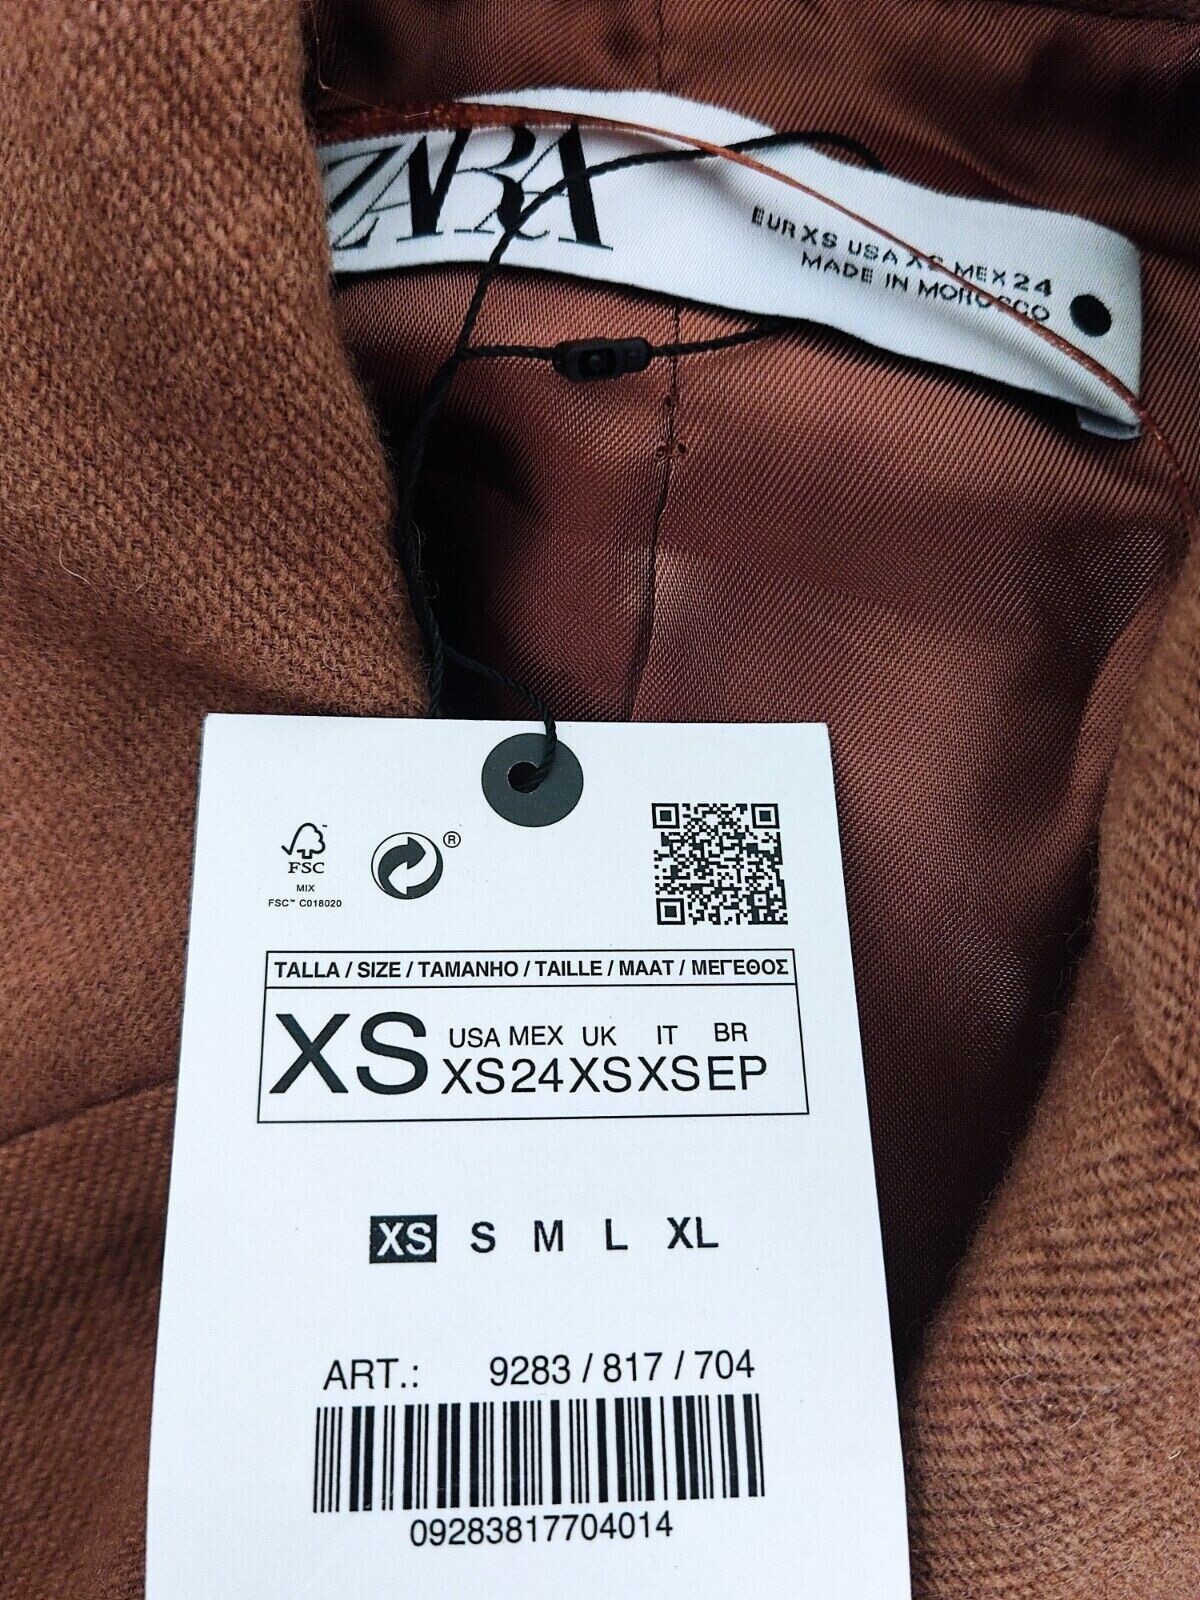 ZARA
EUR XS USA XS MEX 24
MADE IN MOROCCO
®
FSC
MIX
FSC™ C018020
TALLA / SIZE / TAMANHO / TAILLE / MAAT / ΜΕΓΕΘΟΣ
XS
USA MEX UK IT BR
XS 24 XS XS EP
XS S M L XL
ART.: 9283 / 817 / 704
09283817704014